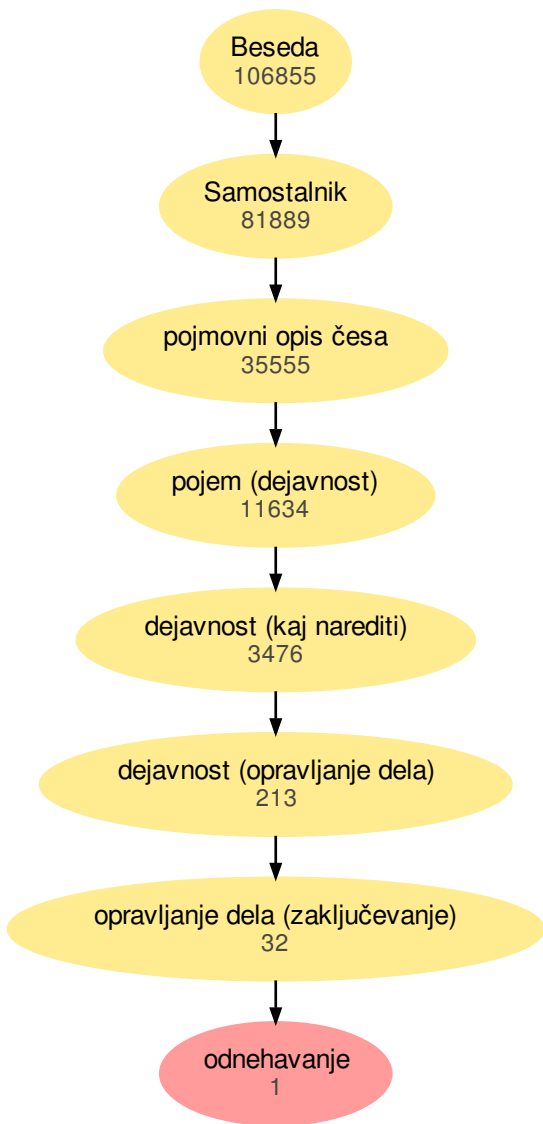 Beseda
106855
Samostalnik
81889
pojmovni opis česa
35555
pojem (dejavnost)
11634
dejavnost (kaj narediti)
3476
dejavnost (opravljanje dela)
213
opravljanje dela (zaključevanje)
32
odnehavanje
1